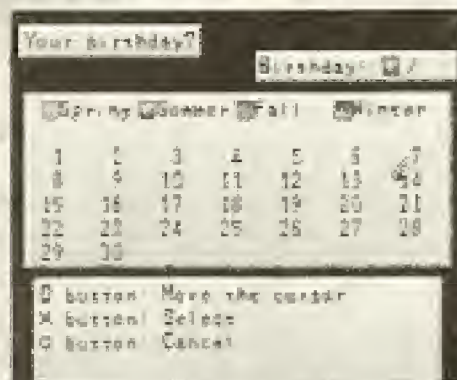 Your birthday?
Birthday: /
Spring Summer Fall Winter
1 2 3 4 5 6 7
8 9 10 11 12 13 14
15 16 17 18 19 20 21
22 23 24 25 26 27 28
29 30
button: Move the cursor
X button: Select
button: Cancel